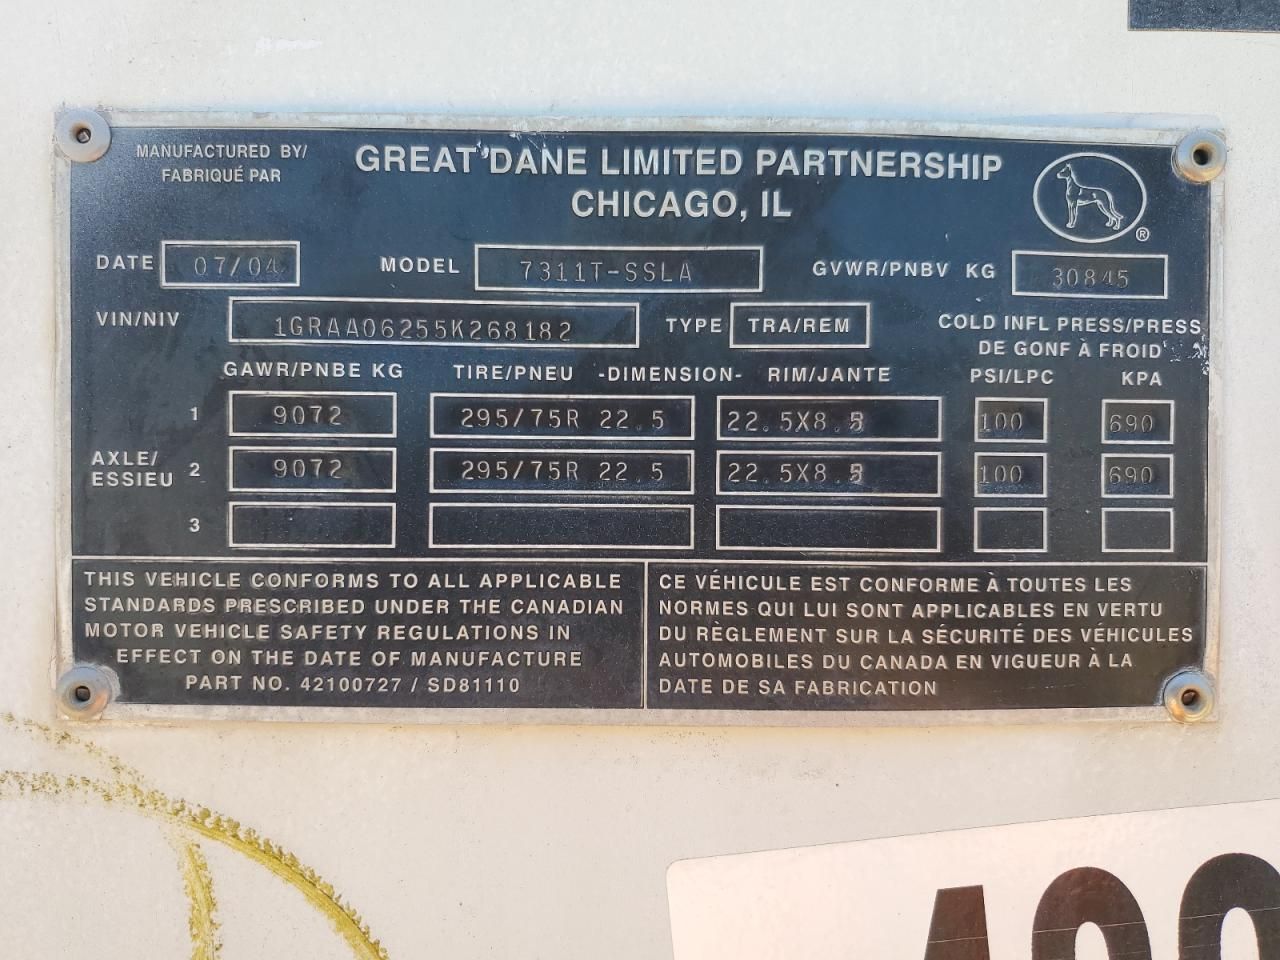 MANUFACTURED BY/
FABRIQUÉ PAR
GREAT DANE LIMITED PARTNERSHIP
CHICAGO, IL
®
DATE 07/04 MODEL 7311T-SSLA GVWR/PNBV KG 30845
VIN/NIV 1GRAA06255K268182 TYPE TRA/REM
COLD INFL PRESS/PRESS
DE GONF À FROID
GAWR/PNBE KG TIRE/PNEU -DIMENSION- RIM/JANTE PSI/LPC KPA
1 9072 295/75R 22.5 22.5X8. 100 690
AXLE/
ESSIEU
2 9072 295/75R 22.5 22.5X8. 100 690
3
THIS VEHICLE CONFORMS TO ALL APPLICABLE
STANDARDS PRESCRIBED UNDER THE CANADIAN
MOTOR VEHICLE SAFETY REGULATIONS IN
EFFECT ON THE DATE OF MANUFACTURE
PART NO. 42100727 / SD81110
CE VÉHICULE EST CONFORME À TOUTES LES
NORMES QUI LUI SONT APPLICABLES EN VERTU
DU RÈGLEMENT SUR LA SÉCURITÉ DES VÉHICULES
AUTOMOBILES DU CANADA EN VIGUEUR À LA
DATE DE SA FABRICATION